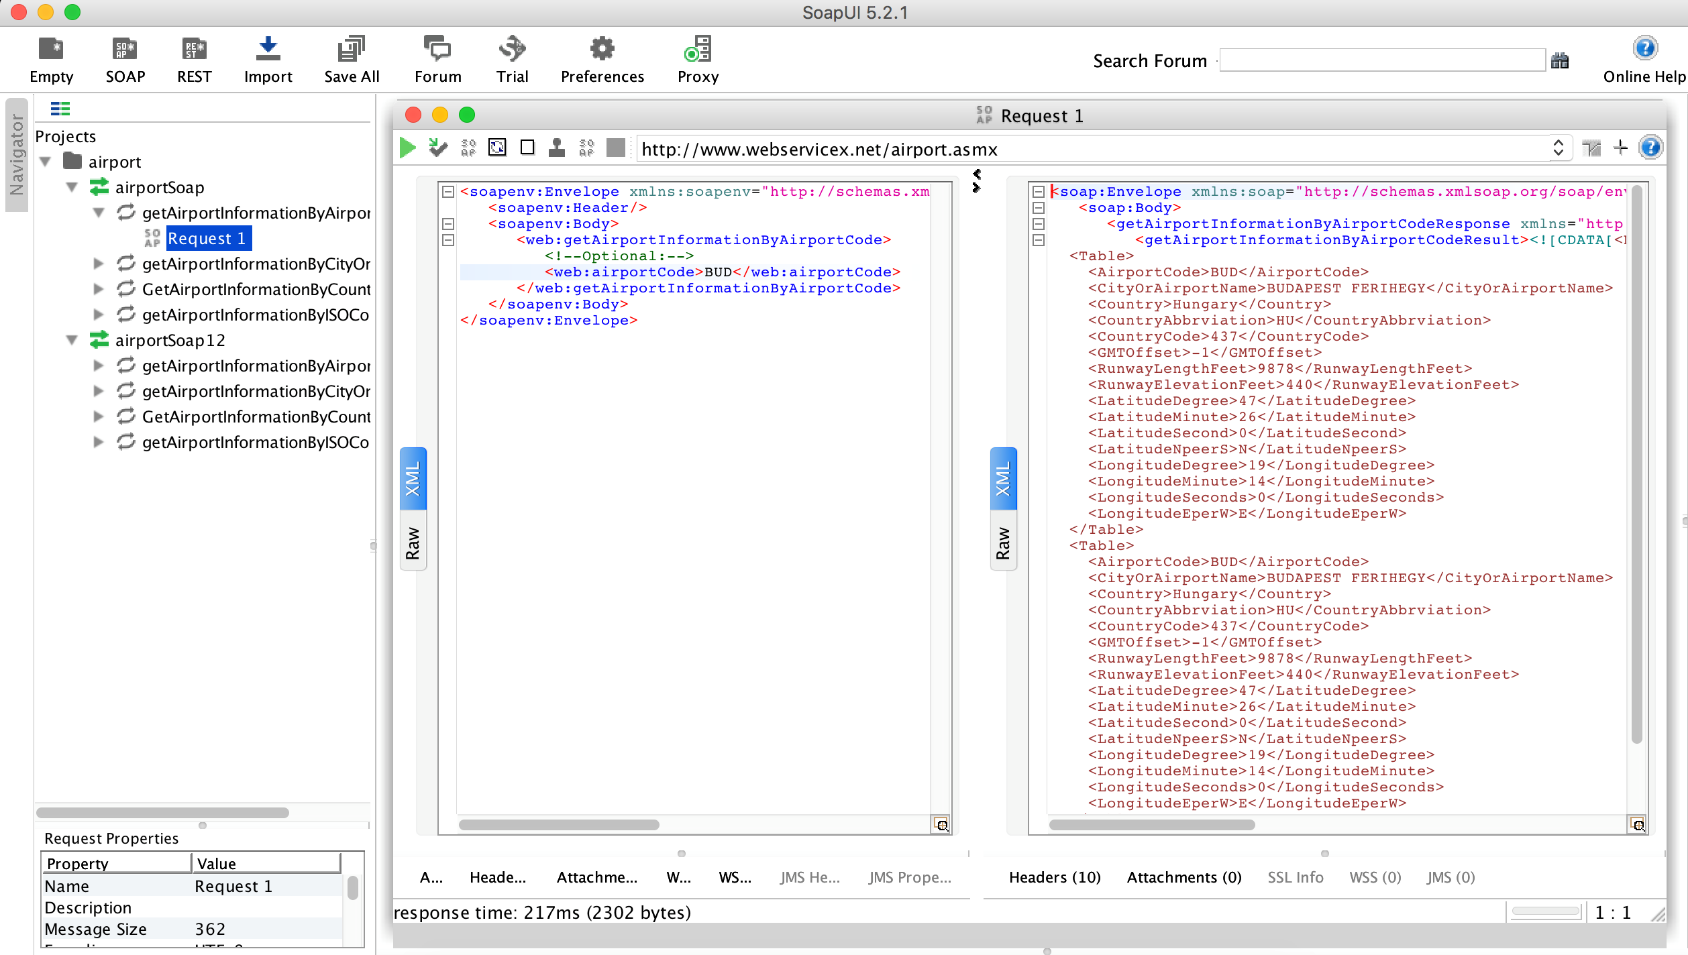 SoapUI 5.2.1
Empty SOAP REST Import Save All Forum Trial Preferences Proxy Search Forum Online Help
Navigator
Projects
airport
airportSoap
getAirportInformationByAirpor
Request 1
getAirportInformationByCityOr
GetAirportInformationByCount
getAirportInformationByISOCo
airportSoap12
getAirportInformationByAirpor
getAirportInformationByCityOr
GetAirportInformationByCount
getAirportInformationByISOCo
Request Properties
Property Value
Name Request 1
Description
Message Size 362
Request 1
http://www.webservicex.net/airport.asmx
XML
Raw
<soapenv:Envelope xmlns:soapenv="http://schemas.xm
<soapenv:Header/>
<soapenv:Body>
<web:getAirportInformationByAirportCode>
<!--Optional:-->
<web:airportCode>BUD</web:airportCode>
</web:getAirportInformationByAirportCode>
</soapenv:Body>
</soapenv:Envelope>
XML
Raw
<soap:Envelope xmlns:soap="http://schemas.xmlsoap.org/soap/env
<soap:Body>
<getAirportInformationByAirportCodeResponse xmlns="http
<getAirportInformationByAirportCodeResult><![CDATA[<
<Table>
<AirportCode>BUD</AirportCode>
<CityOrAirportName>BUDAPEST FERIHEGY</CityOrAirportName>
<Country>Hungary</Country>
<CountryAbbrviation>HU</CountryAbbrviation>
<CountryCode>437</CountryCode>
<GMTOffset>-1</GMTOffset>
<RunwayLengthFeet>9878</RunwayLengthFeet>
<RunwayElevationFeet>440</RunwayElevationFeet>
<LatitudeDegree>47</LatitudeDegree>
<LatitudeMinute>26</LatitudeMinute>
<LatitudeSecond>0</LatitudeSecond>
<LatitudeNpeerS>N</LatitudeNpeerS>
<LongitudeDegree>19</LongitudeDegree>
<LongitudeMinute>14</LongitudeMinute>
<LongitudeSeconds>0</LongitudeSeconds>
<LongitudeEperW>E</LongitudeEperW>
</Table>
<Table>
<AirportCode>BUD</AirportCode>
<CityOrAirportName>BUDAPEST FERIHEGY</CityOrAirportName>
<Country>Hungary</Country>
<CountryAbbrviation>HU</CountryAbbrviation>
<CountryCode>437</CountryCode>
<GMTOffset>-1</GMTOffset>
<RunwayLengthFeet>9878</RunwayLengthFeet>
<RunwayElevationFeet>440</RunwayElevationFeet>
<LatitudeDegree>47</LatitudeDegree>
<LatitudeMinute>26</LatitudeMinute>
<LatitudeSecond>0</LatitudeSecond>
<LatitudeNpeerS>N</LatitudeNpeerS>
<LongitudeDegree>19</LongitudeDegree>
<LongitudeMinute>14</LongitudeMinute>
<LongitudeSeconds>0</LongitudeSeconds>
<LongitudeEperW>E</LongitudeEperW>
A... Heade... Attachme... W... WS... JMS He... JMS Prope...
Headers (10) Attachments (0) SSL Info WSS (0) JMS (0)
response time: 217ms (2302 bytes)
1 : 1